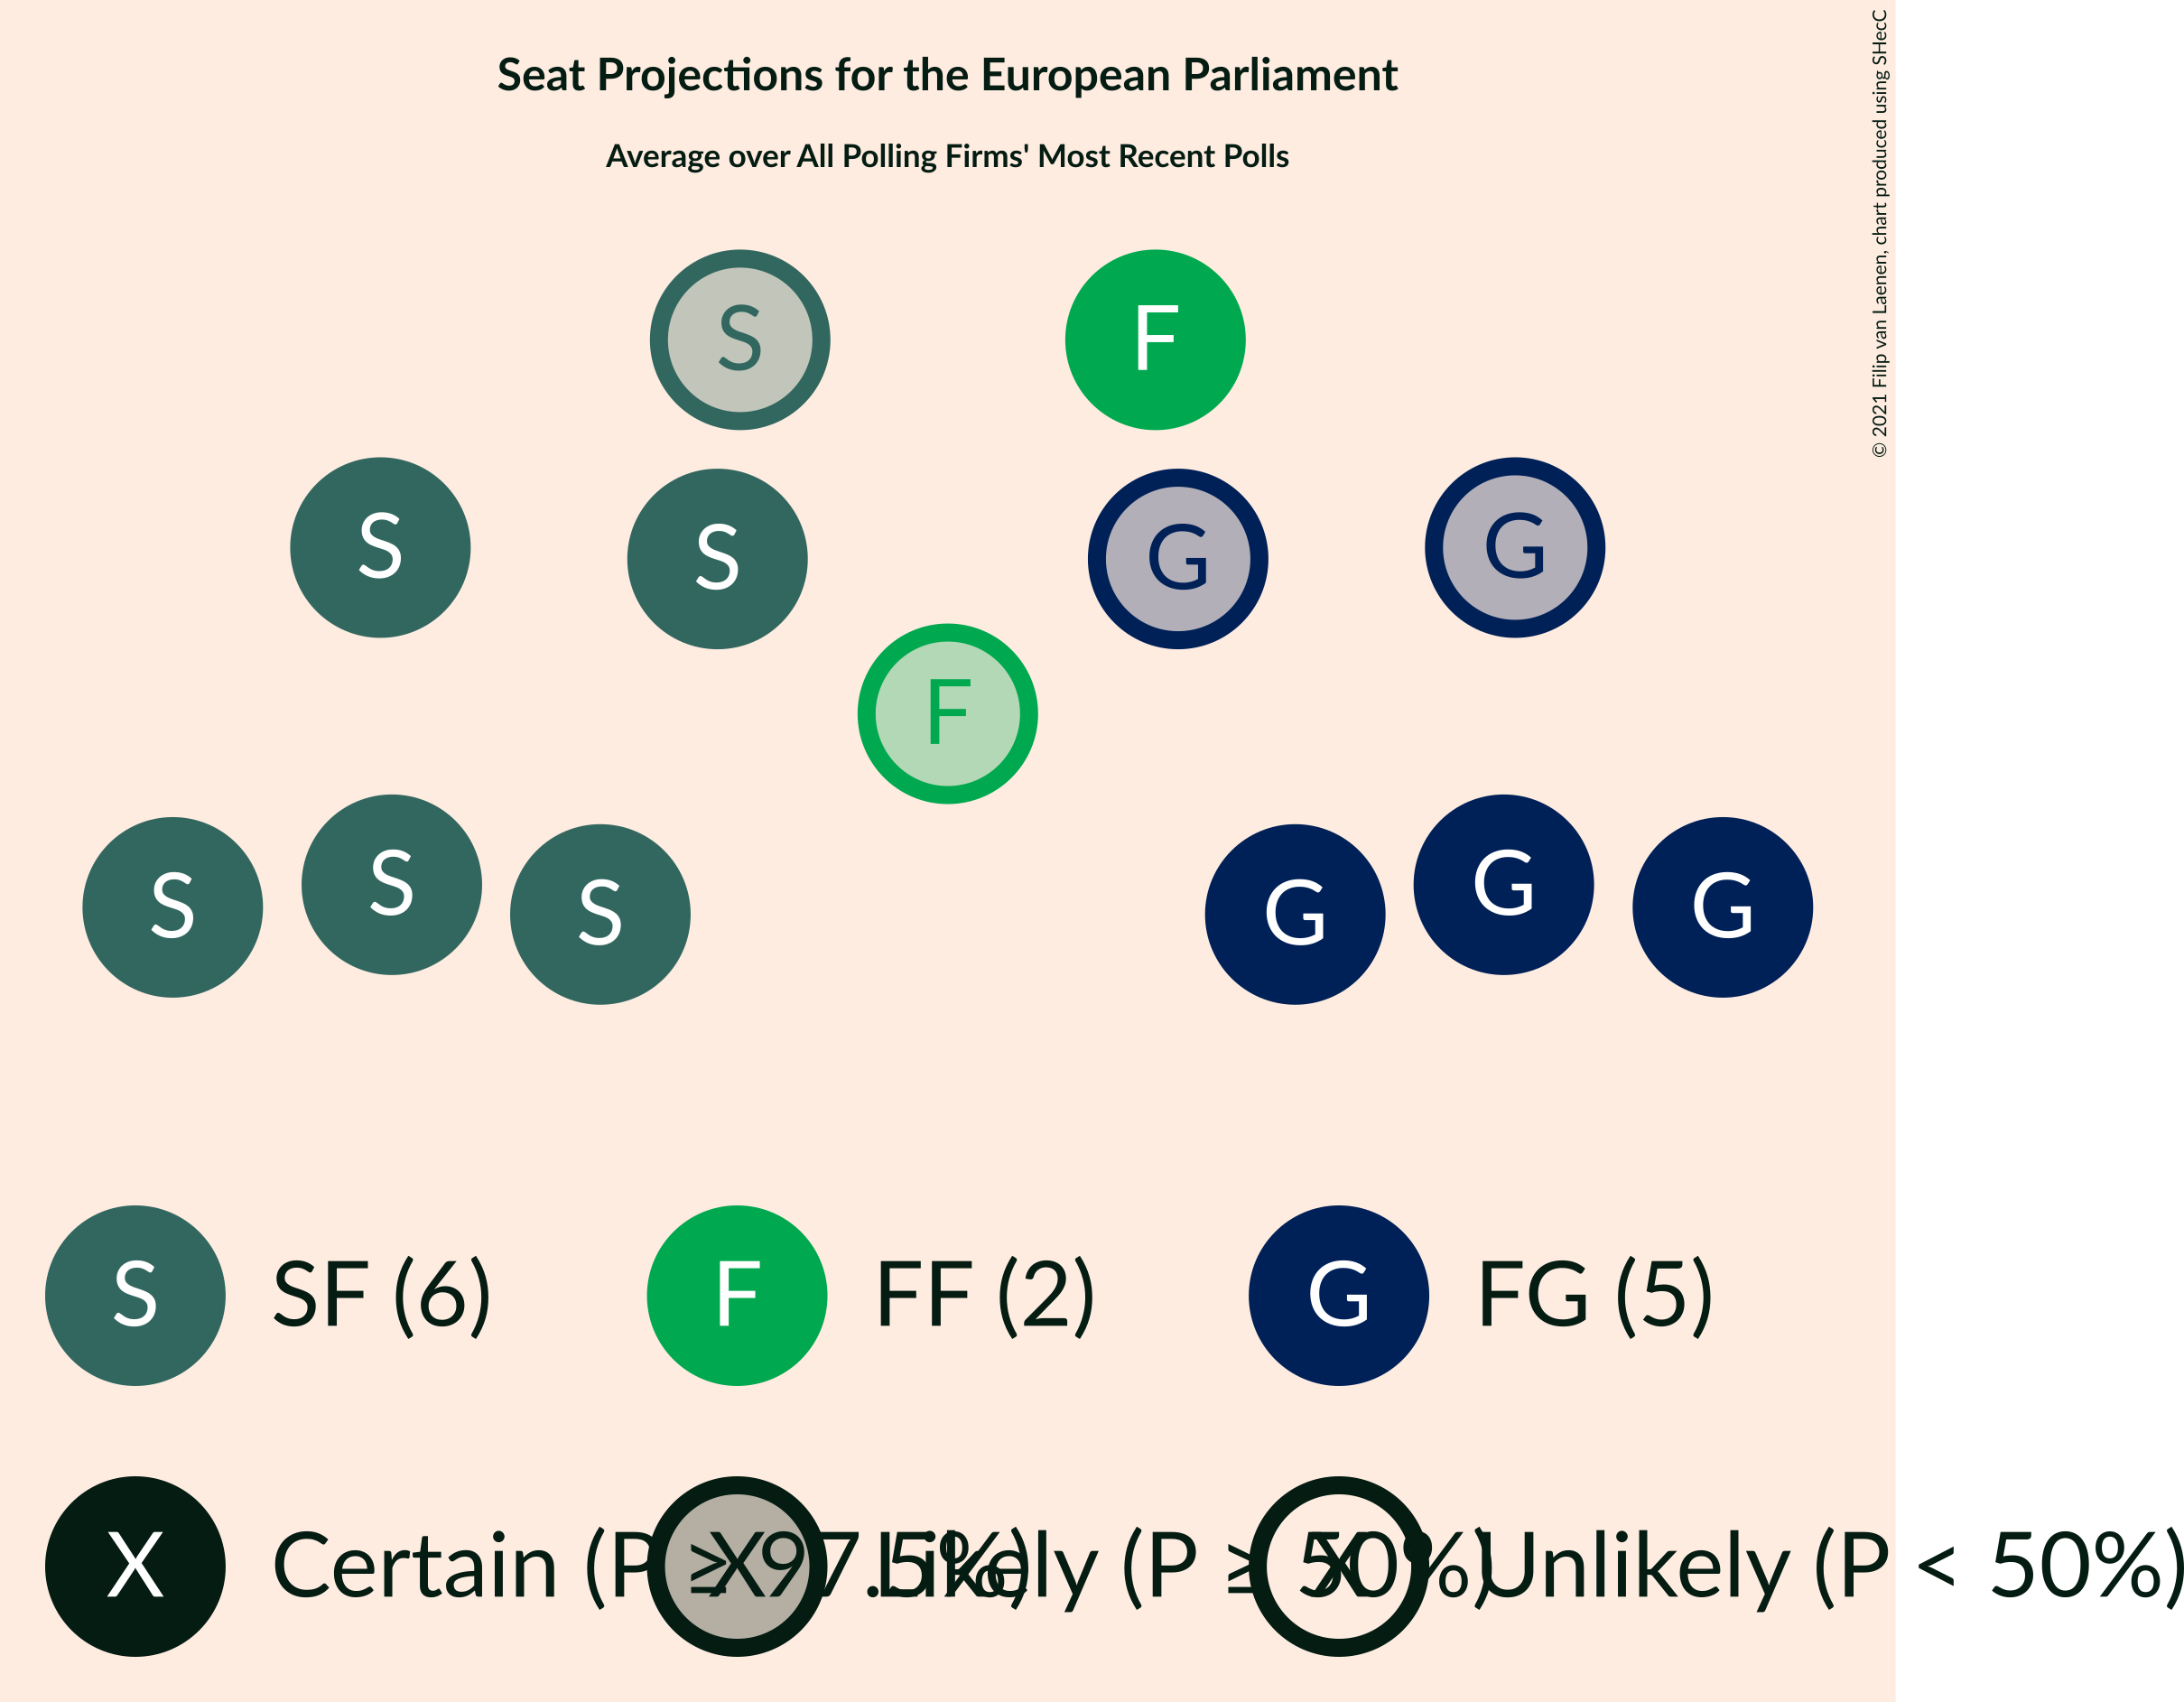 Seat Projections for the European Parliament
Average over All Polling Firms' Most Recent Polls
© 2021 Filip van Laenen, chart produced using SHecC
S F
S S G G
F
S S S G G G
S SF (6) F FF (2) G FG (5)
X Certain (P ≥ 97.5%) X Likely (P ≥ 50%) X Unlikely (P < 50%)